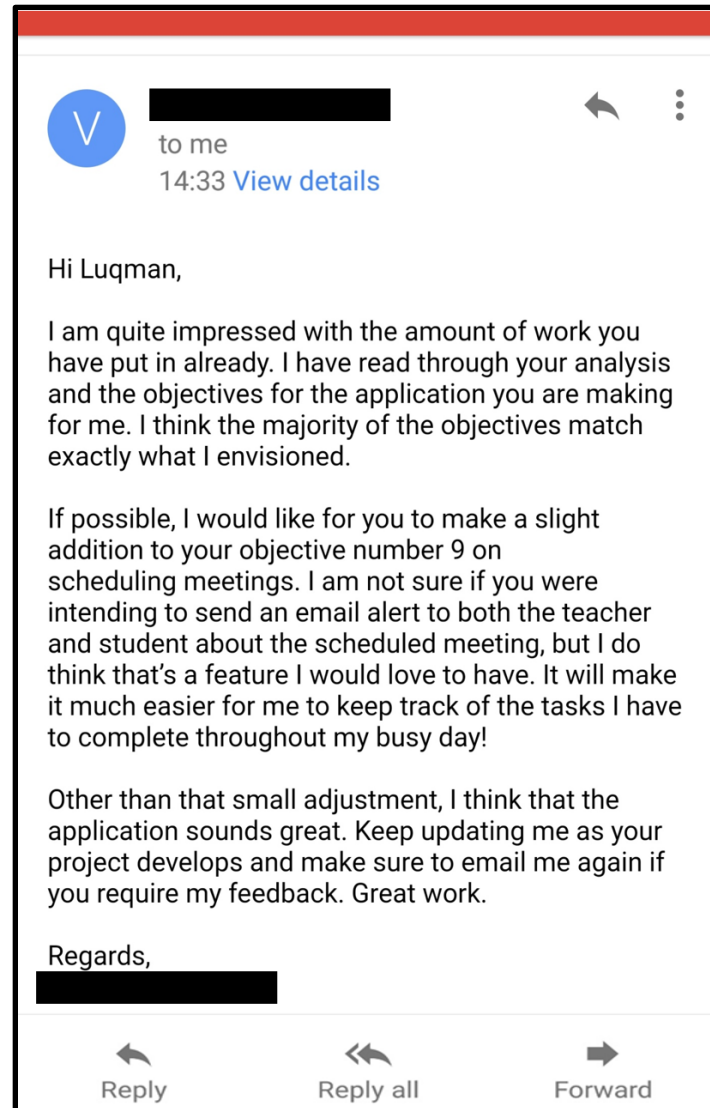 V
to me
14:33 View details
Hi Luqman,
I am quite impressed with the amount of work you
have put in already. I have read through your analysis
and the objectives for the application you are making
for me. I think the majority of the objectives match
exactly what I envisioned.
If possible, I would like for you to make a slight
addition to your objective number 9 on
scheduling meetings. I am not sure if you were
intending to send an email alert to both the teacher
and student about the scheduled meeting, but I do
think that's a feature I would love to have. It will make
it much easier for me to keep track of the tasks I have
to complete throughout my busy day!
Other than that small adjustment, I think that the
application sounds great. Keep updating me as your
project develops and make sure to email me again if
you require my feedback. Great work.
Regards,
Reply Reply all Forward